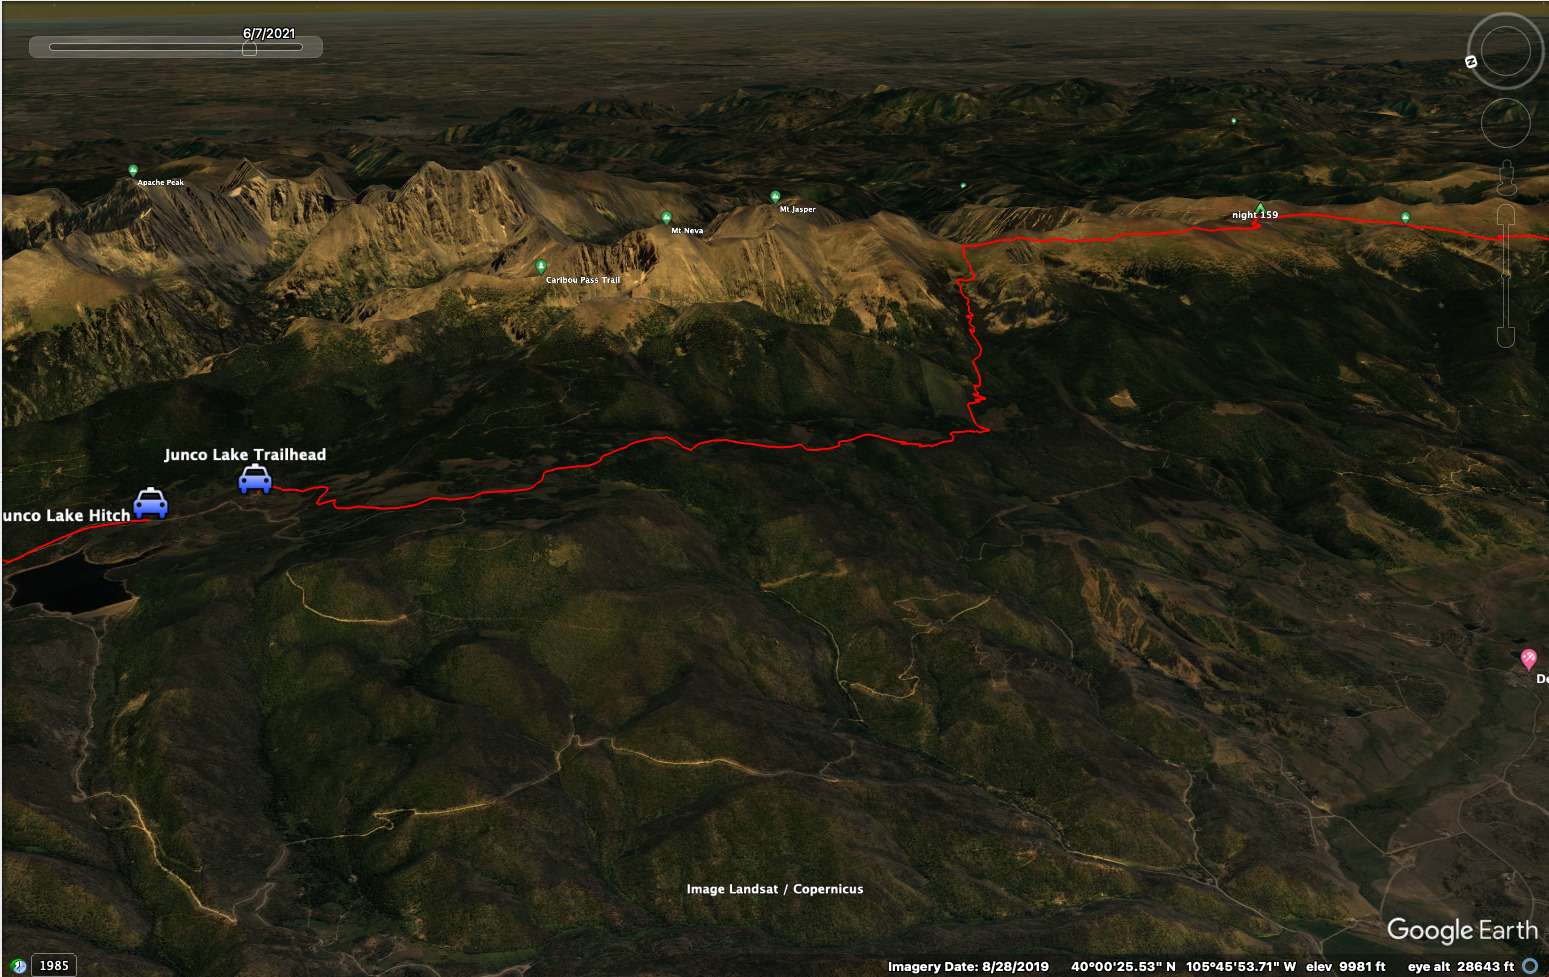 6/7/2021
N
Apache Peak
Mt Jasper
Mt Neva
night 159
Caribou Pass Trail
Junco Lake Trailhead
unco Lake Hitch
De
Image Landsat / Copernicus
Google Earth
1985
Imagery Date: 8/28/2019 40°00'25.53" N 105°45'53.71" W elev 9981 ft eye alt 28643 ft